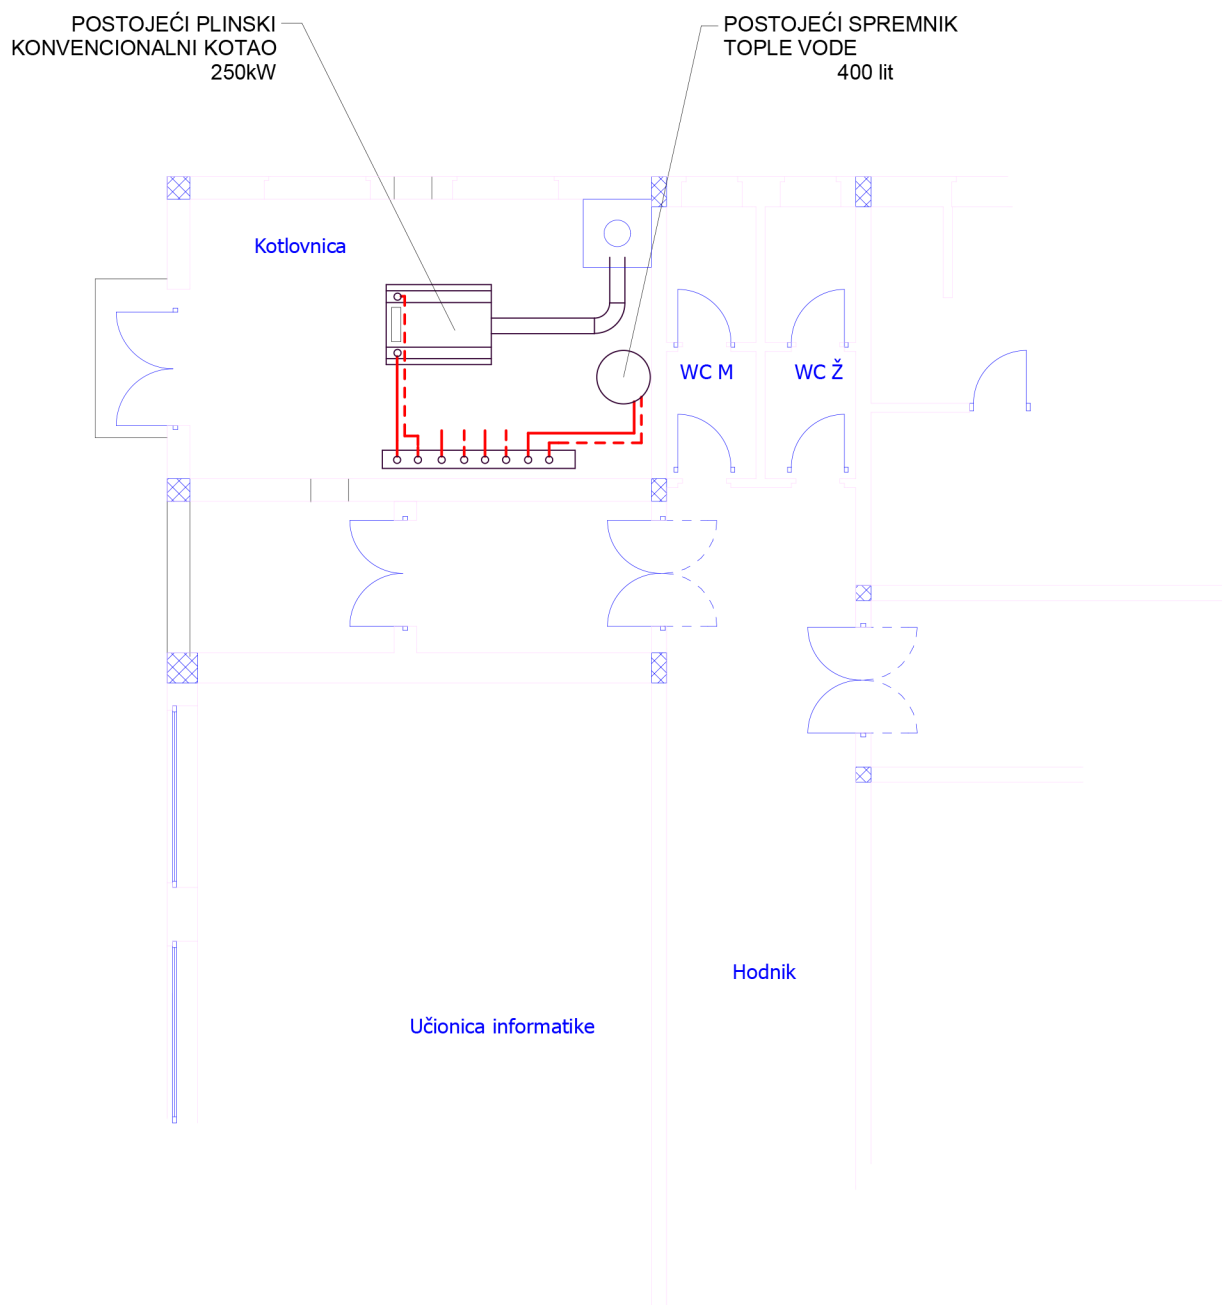 POSTOJEĆI PLINSKI
KONVENCIONALNI KOTAO
250kW
POSTOJEĆI SPREMNIK
TOPLE VODE
400 lit
Kotlovnica
WC M
WC Ž
Hodnik
Učionica informatike